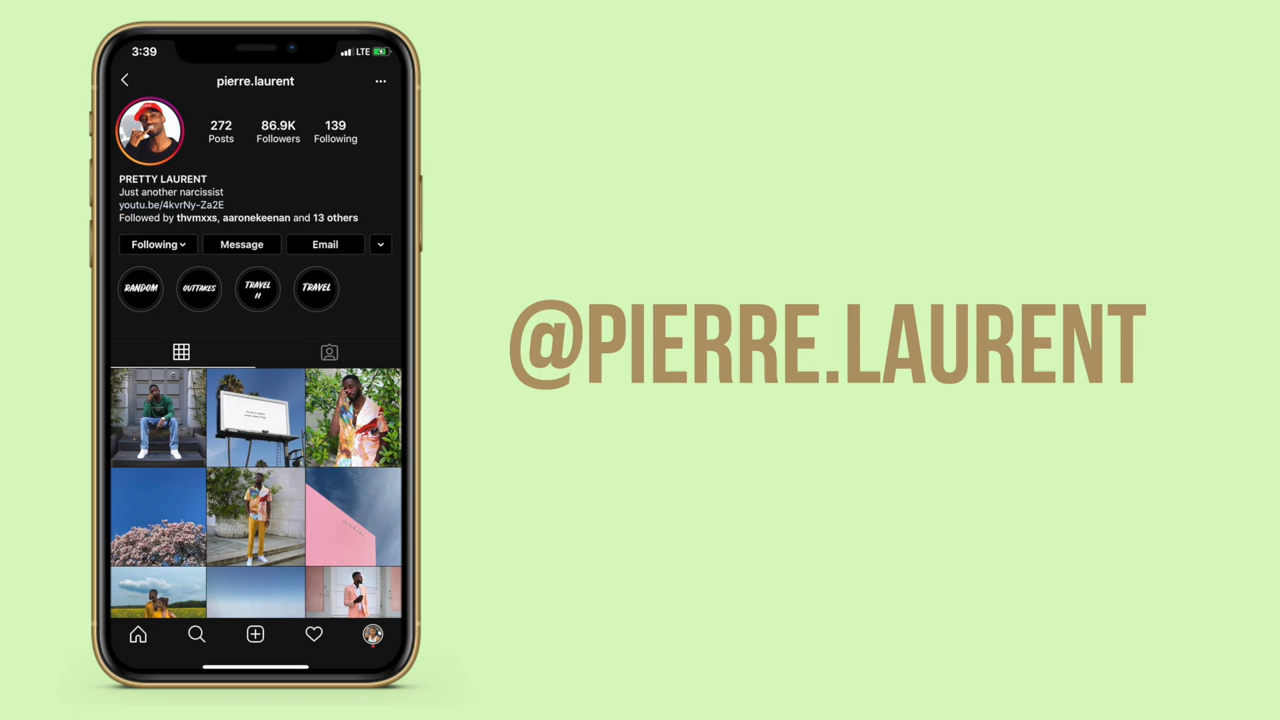 3:39
LTE
pierre.laurent
272 86.9K 139
Posts Followers Following
PRETTY LAURENT
Just another narcissist
youtu.be/4kvrNy-Za2E
Followed by thvmxxs, aaronekeenan and 13 others
Following Message Email
RANDOM OUTTAKES TRAVEL II TRAVEL
@PIERRE.LAURENT